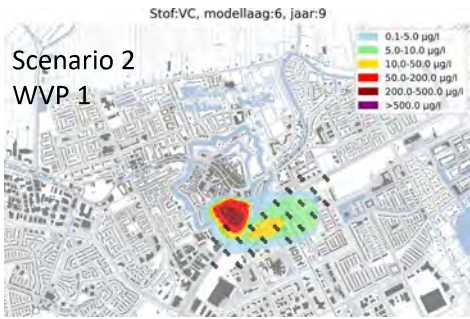 Stof:VC, modellaag:6, jaar:9
Scenario 2
WVP 1
0.1-5.0 µg/l
5.0-10.0 µg/l
10.0-50.0 µg/l
50.0-200.0 µg/l
200.0-500.0 µg/l
>500.0 µg/l